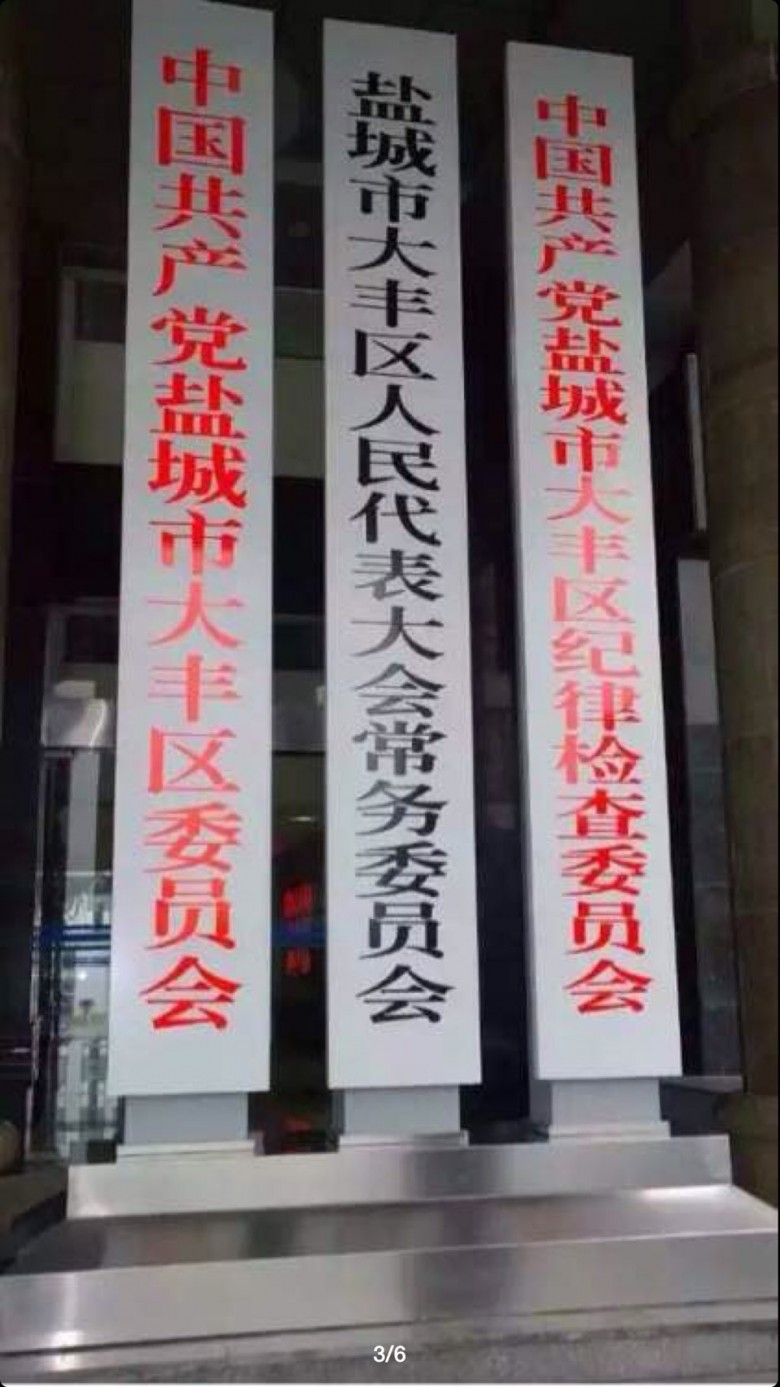 中国共产党盐城市大丰区委员会
盐城市大丰区人民代表大会常务委员会
中国共产党盐城市大丰区纪律检查委员会
3/6